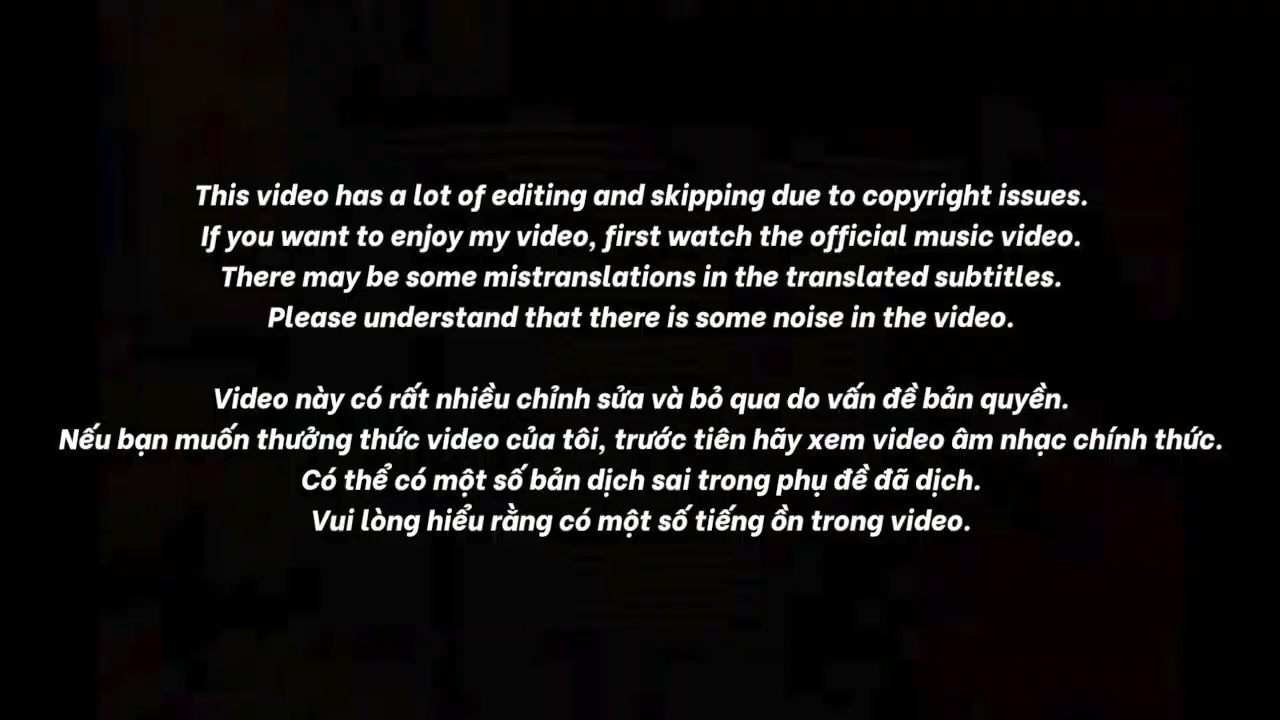 This video has a lot of editing and skipping due to copyright issues.
If you want to enjoy my video, first watch the official music video.
There may be some mistranslations in the translated subtitles.
Please understand that there is some noise in the video.
Video này có rất nhiều chỉnh sửa và bỏ qua do vấn đề bản quyền.
Nếu bạn muốn thưởng thức video của tôi, trước tiên hãy xem video âm nhạc chính thức.
Có thể có một số bản dịch sai trong phụ đề đã dịch.
Vui lòng hiểu rằng có một số tiếng ồn trong video.